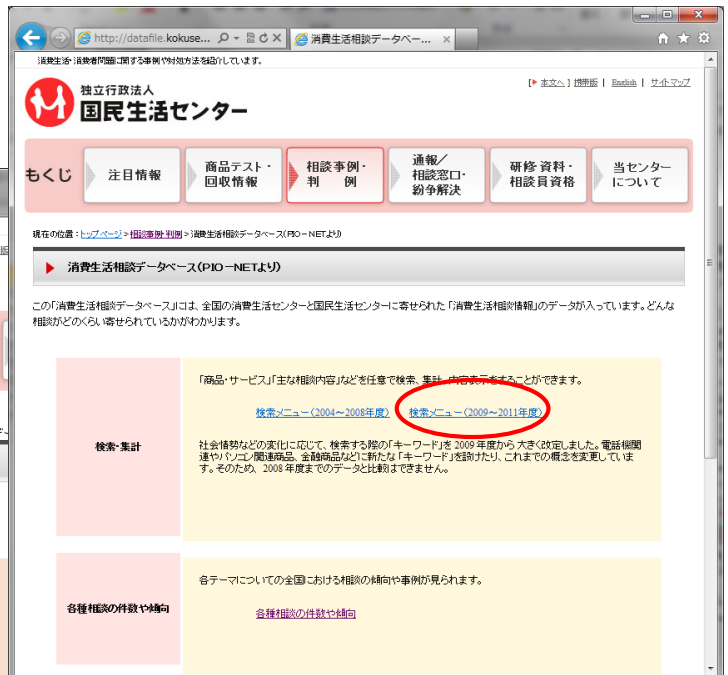 http://datafile.kokuse...
消費生活相談データベー...
消費生活・消費者問題に関する事例や対処方法を紹介しています。
[▶ 本文へ] 携帯版 | English | サイトマップ
独立行政法人
国民生活センター
もくじ
注目情報
商品テスト・
回収情報
相談事例・
判　例
通報／
相談窓口・
紛争解決
研修・資料・
相談員資格
当センター
について
現在の位置：トップページ > 相談事例・判例 > 消費生活相談データベース(PIO－NETより)
消費生活相談データベース(PIO－NETより)
この「消費生活相談データベース」には、全国の消費生活センターと国民生活センターに寄せられた「消費生活相談情報」のデータが入っています。どんな
相談がどのくらい寄せられているかがわかります。
「商品・サービス」「主な相談内容」などを任意で検索、集計、内容表示をすることができます。
検索メニュー（2004～2008年度） 検索メニュー（2009～2011年度）
検索・集計
社会情勢などの変化に応じて、検索する際の「キーワード」を 2009 年度から大きく改定しました。電話機関
連やパソコン関連商品、金融商品などに新たな「キーワード」を設けたり、これまでの概念を変更していま
す。そのため、2008 年度までのデータと比較はできません。
各テーマについての全国における相談の傾向や事例が見られます。
各種相談の件数や傾向
各種相談の件数や傾向